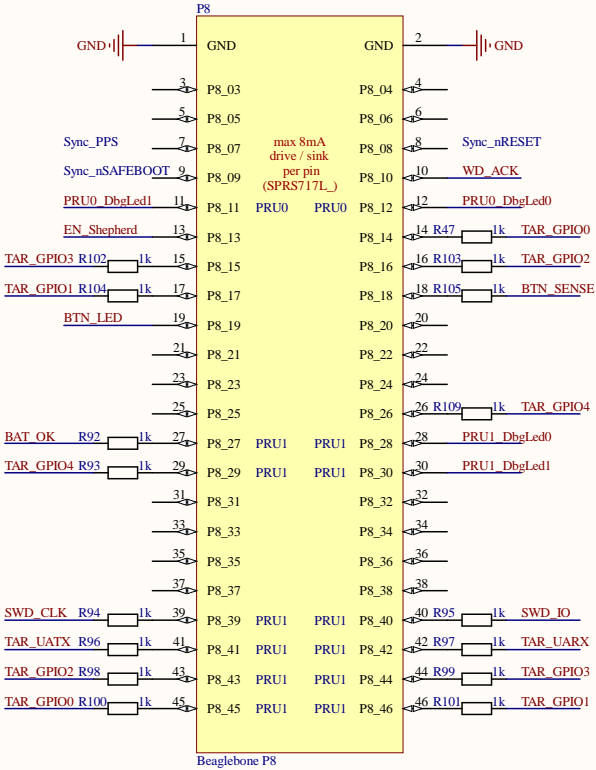 P8
GND 1 GND GND 2 GND
3 P8_03 P8_04 4
5 P8_05 P8_06 6
Sync_PPS 7 P8_07 max 8mA P8_08 8 Sync_nRESET
drive / sink
per pin
Sync_nSAFEBOOT 9 P8_09 (SPRS717L_) P8_10 10 WD_ACK
PRU0_DbgLed1 11 P8_11 PRU0 PRU0 P8_12 12 PRU0_DbgLed0
EN_Shepherd 13 P8_13 P8_14 14 R47 1k TAR_GPIO0
TAR_GPIO3 R102 1k 15 P8_15 P8_16 16 R103 1k TAR_GPIO2
TAR_GPIO1 R104 1k 17 P8_17 P8_18 18 R105 1k BTN_SENSE
BTN_LED 19 P8_19 P8_20 20
21 P8_21 P8_22 22
23 P8_23 P8_24 24
25 P8_25 P8_26 26 R109 1k TAR_GPIO4
BAT_OK R92 1k 27 P8_27 PRU1 PRU1 P8_28 28 PRU1_DbgLed0
TAR_GPIO4 R93 1k 29 P8_29 PRU1 PRU1 P8_30 30 PRU1_DbgLed1
31 P8_31 P8_32 32
33 P8_33 P8_34 34
35 P8_35 P8_36 36
37 P8_37 P8_38 38
SWD_CLK R94 1k 39 P8_39 PRU1 PRU1 P8_40 40 R95 1k SWD_IO
TAR_UATX R96 1k 41 P8_41 PRU1 PRU1 P8_42 42 R97 1k TAR_UARX
TAR_GPIO2 R98 1k 43 P8_43 PRU1 PRU1 P8_44 44 R99 1k TAR_GPIO3
TAR_GPIO0 R100 1k 45 P8_45 PRU1 PRU1 P8_46 46 R101 1k TAR_GPIO1
Beaglebone P8